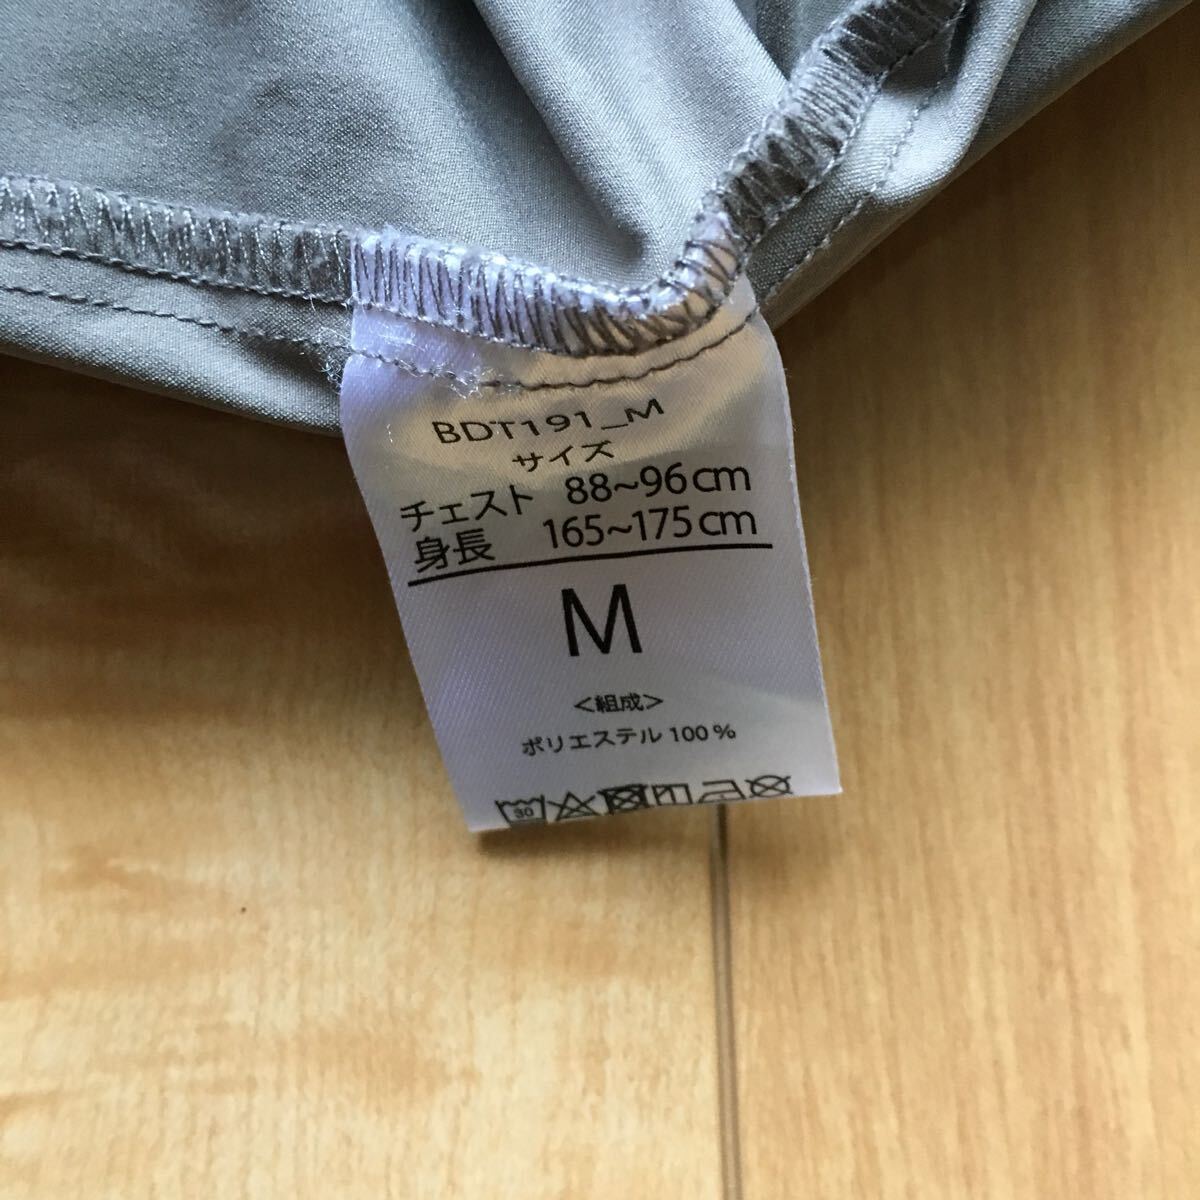 BDT191_M
サイズ
チェスト 88~96cm
身長 165~175cm
M
<組成>
ポリエステル 100%
30